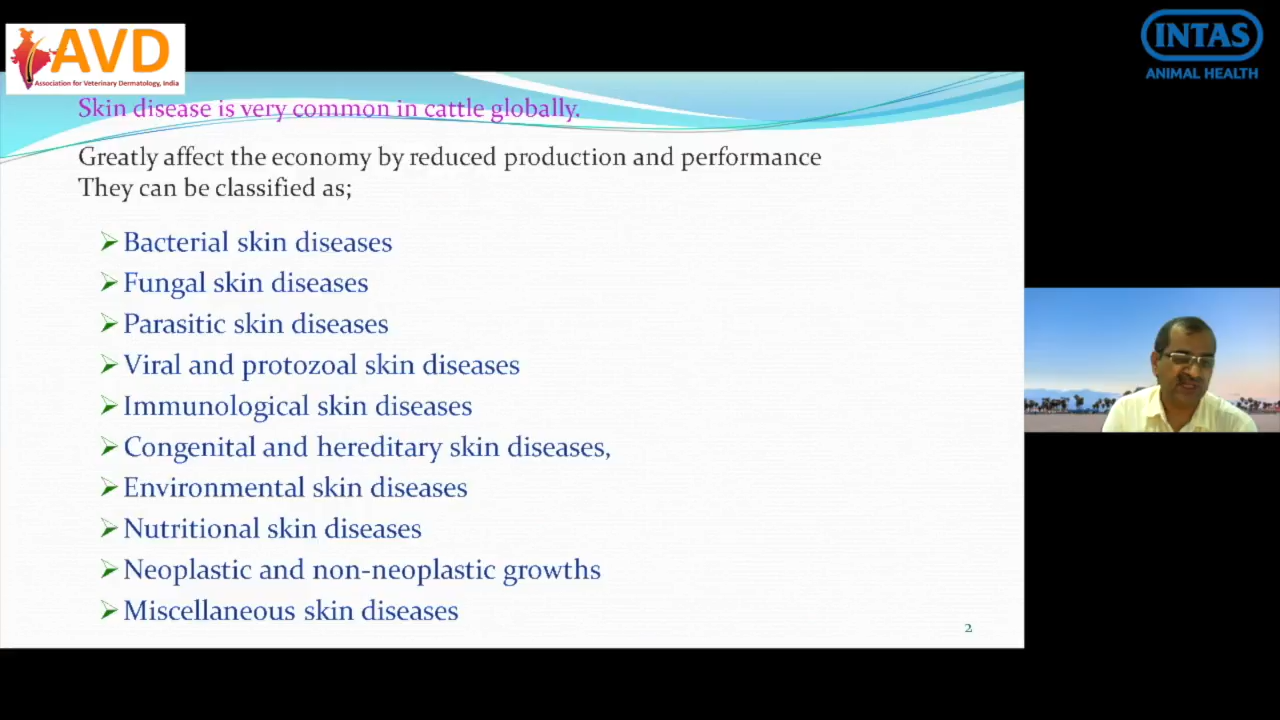 AVD
Association for Veterinary Dermatology, India
INTAS
ANIMAL HEALTH
Skin disease is very common in cattle globally.
Greatly affect the economy by reduced production and performance
They can be classified as;
Bacterial skin diseases
Fungal skin diseases
Parasitic skin diseases
Viral and protozoal skin diseases
Immunological skin diseases
Congenital and hereditary skin diseases,
Environmental skin diseases
Nutritional skin diseases
Neoplastic and non-neoplastic growths
Miscellaneous skin diseases
2